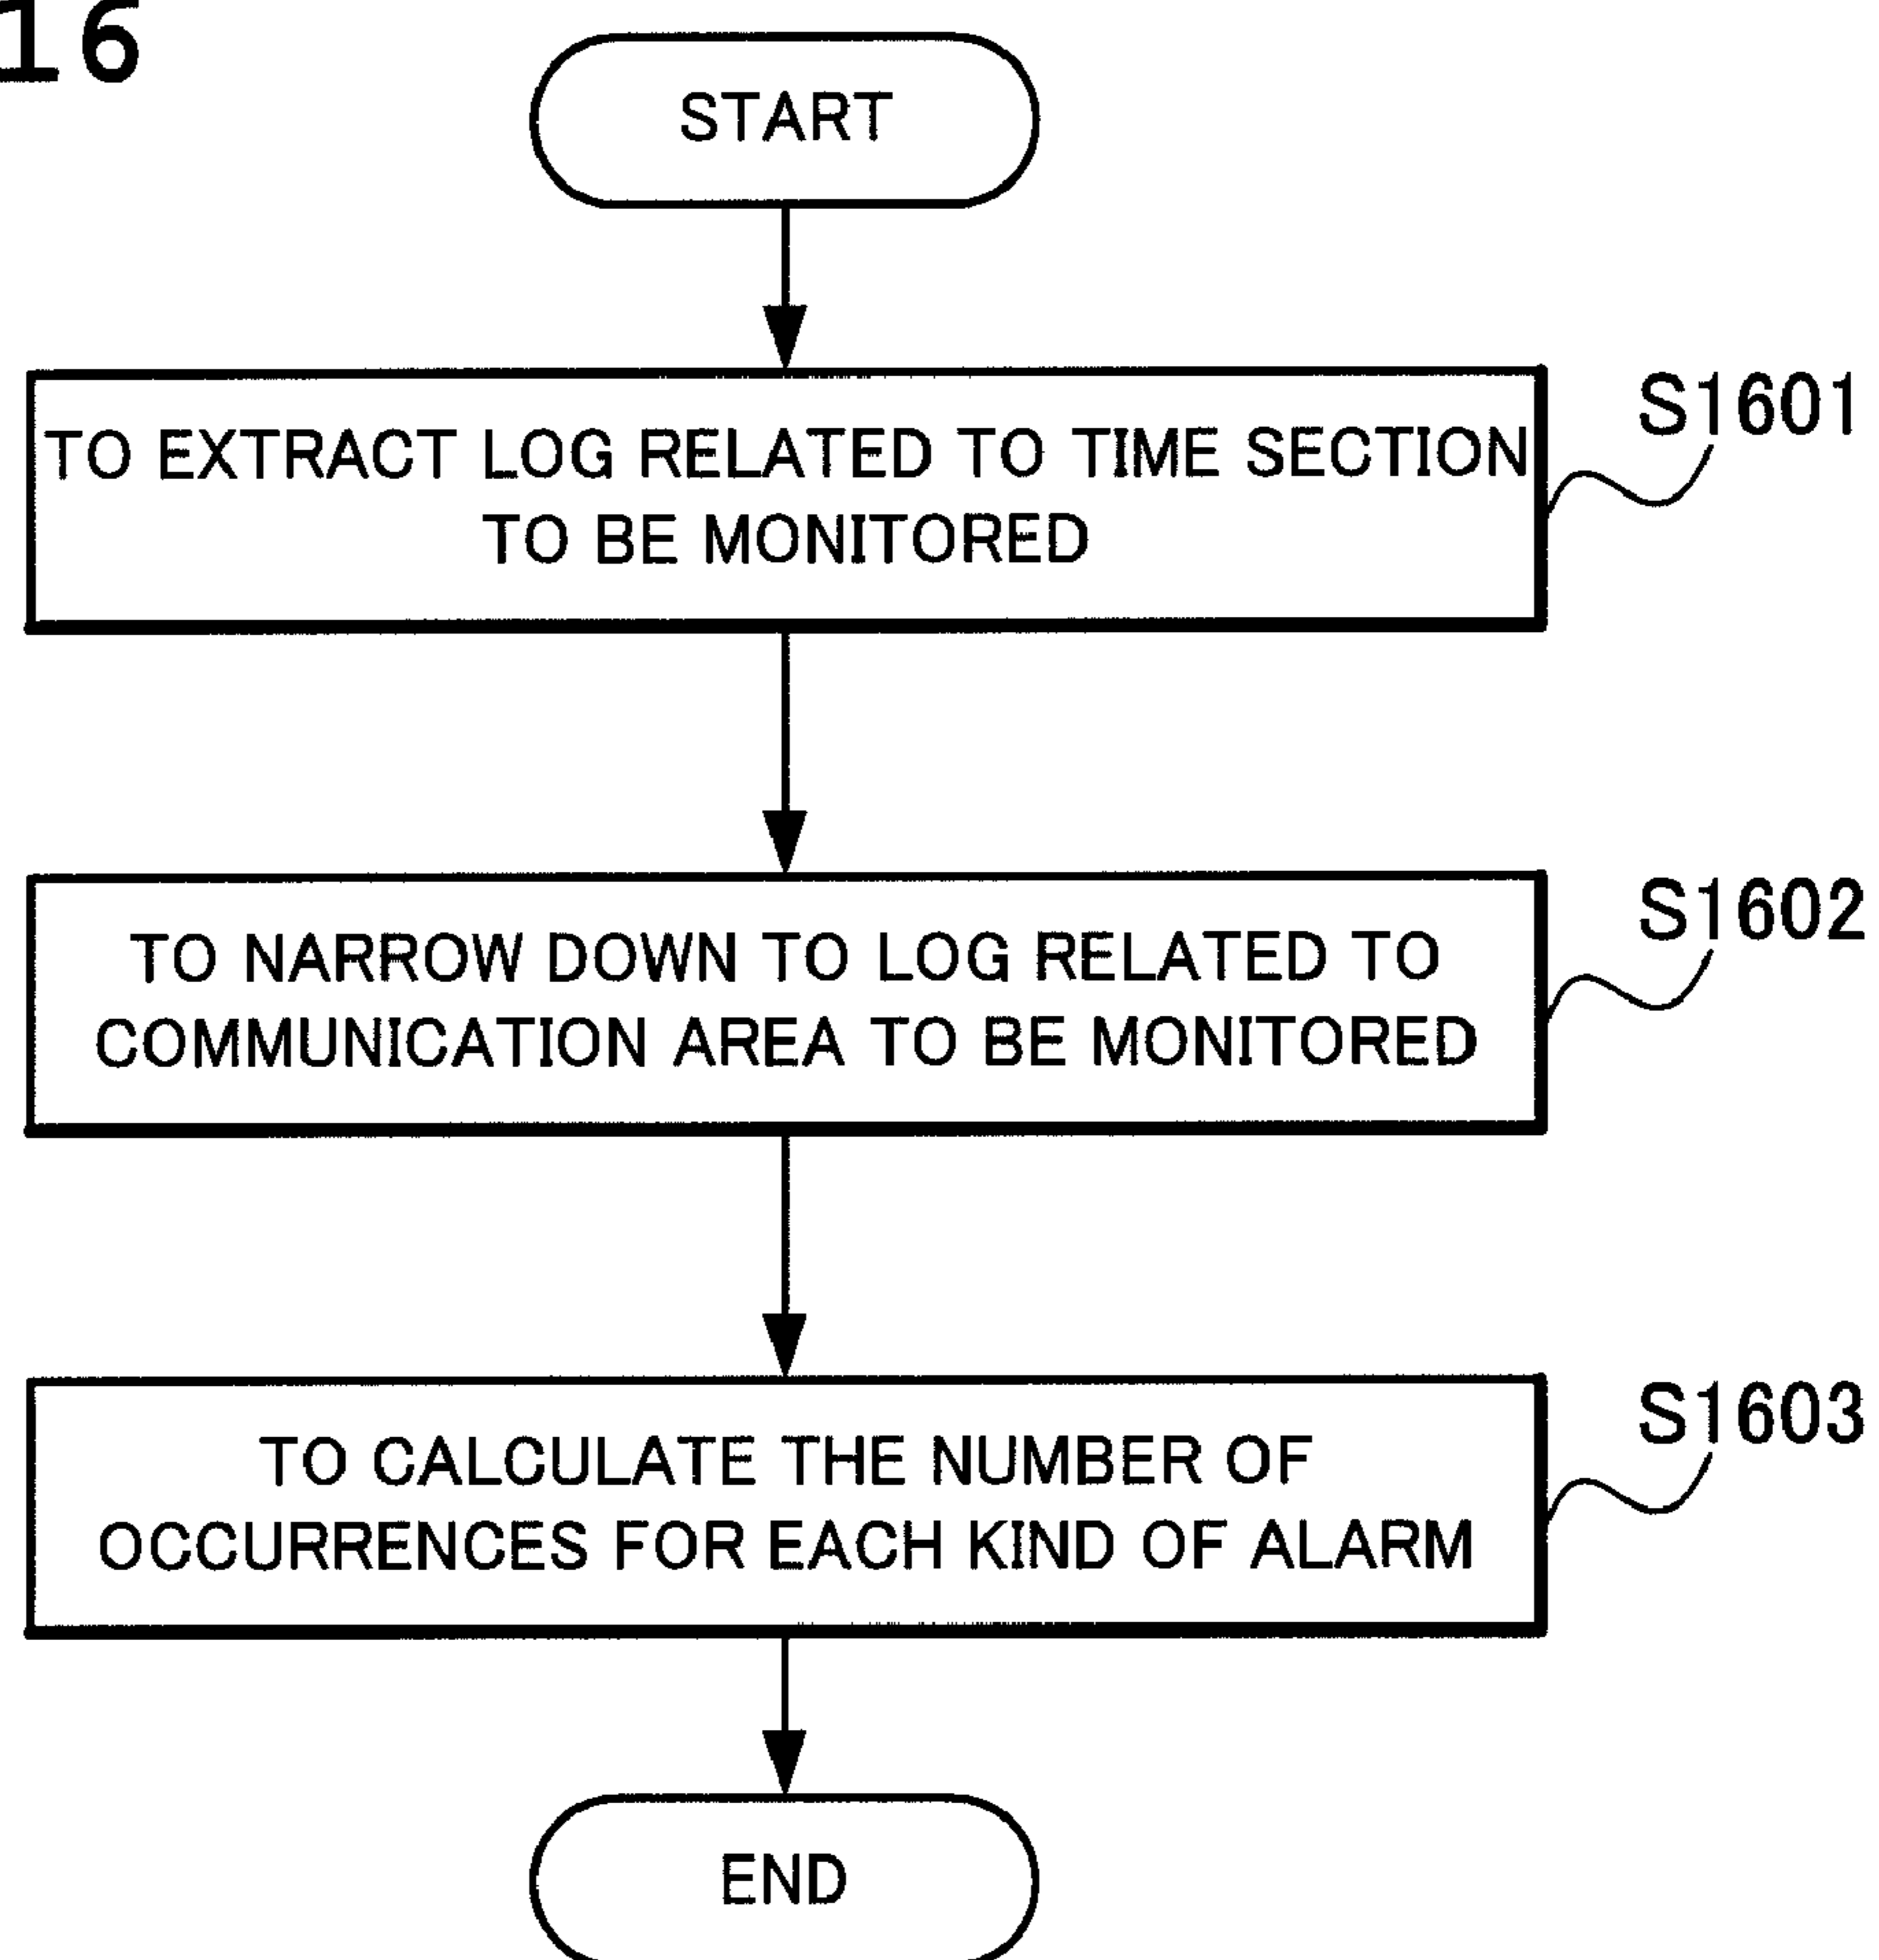 16
START
TO EXTRACT LOG RELATED TO TIME SECTION
TO BE MONITORED
S1601
TO NARROW DOWN TO LOG RELATED TO
COMMUNICATION AREA TO BE MONITORED
S1602
TO CALCULATE THE NUMBER OF
OCCURRENCES FOR EACH KIND OF ALARM
S1603
END